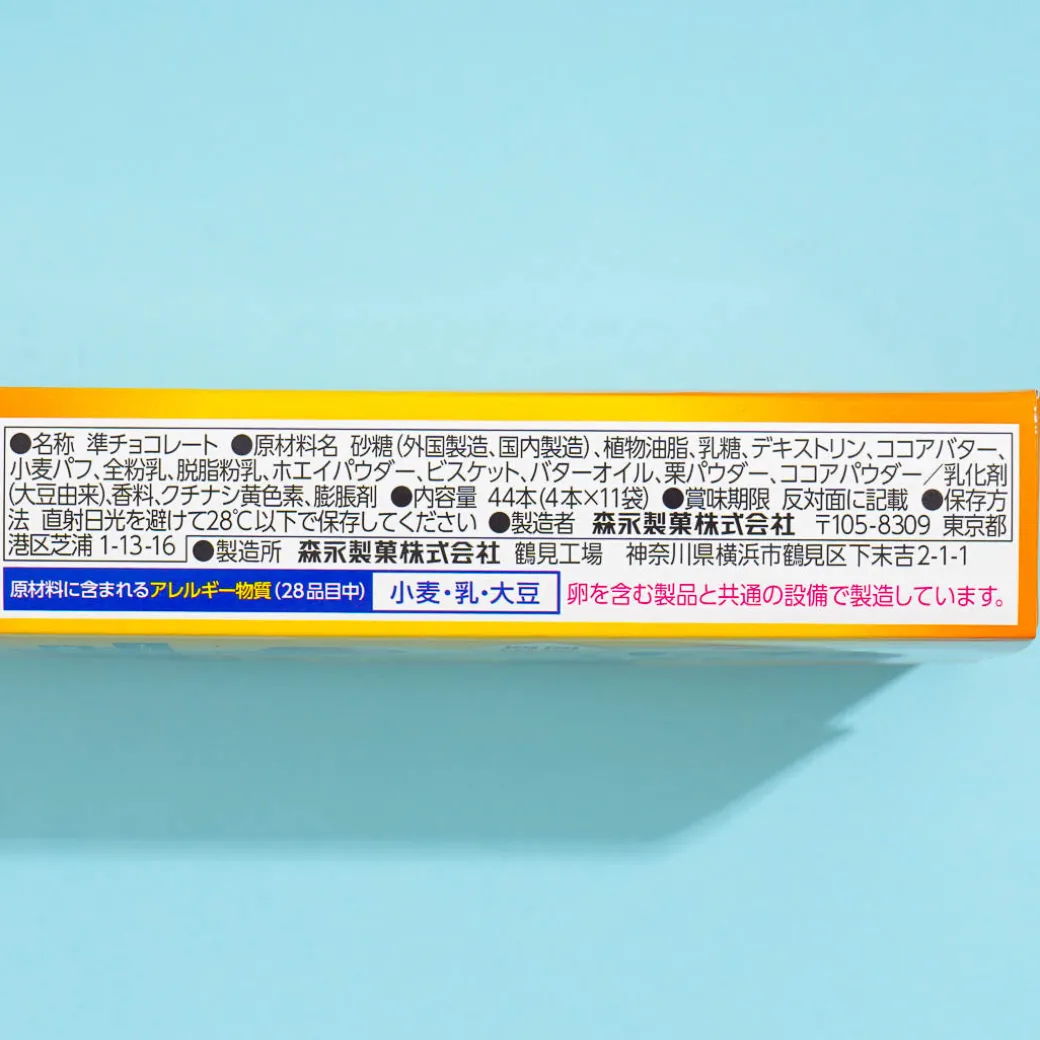 ●名称 準チョコレート ●原材料名 砂糖(外国製造、国内製造)、植物油脂、乳糖、デキストリン、ココアバター、
小麦パフ、全粉乳、脱脂粉乳、ホエイパウダー、ビスケット、バターオイル、栗パウダー、ココアパウダー/乳化剤
(大豆由来)、香料、クチナシ黄色素、膨脹剤 ●内容量 44本(4本×11袋) ●賞味期限 反対面に記載 ●保存方
法 直射日光を避けて28℃以下で保存してください ●製造者 森永製菓株式会社 〒105-8309 東京都
港区芝浦1-13-16 ●製造所 森永製菓株式会社 鶴見工場 神奈川県横浜市鶴見区下末吉2-1-1
原材料に含まれるアレルギー物質(28品目中) 小麦・乳・大豆 卵を含む製品と共通の設備で製造しています。